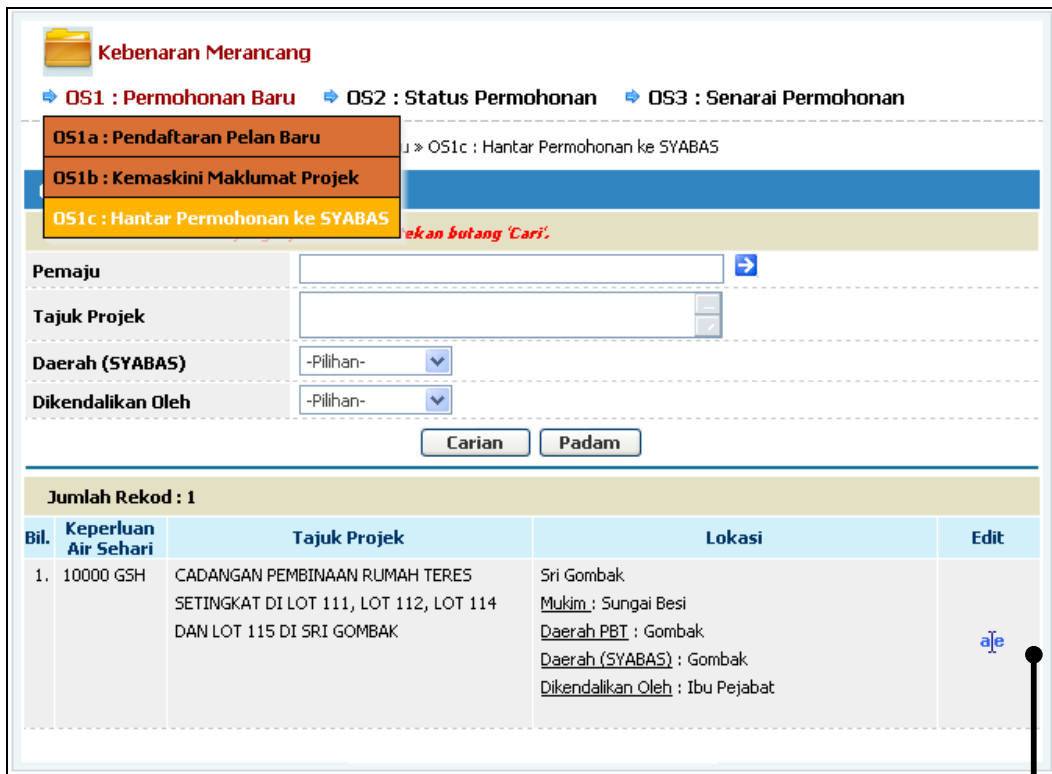 Kebenaran Merancang
OS1 : Permohonan Baru OS2 : Status Permohonan OS3 : Senarai Permohonan
OS1a : Pendaftaran Pelan Baru
» OS1c : Hantar Permohonan ke SYABAS
OS1b : Kemaskini Maklumat Projek
OS1c : Hantar Permohonan ke SYABAS
butang 'Cari'.
Pemaju
Tajuk Projek
Daerah (SYABAS) -Pilihan-
Dikendalikan Oleh -Pilihan-
Carian Padam
Jumlah Rekod : 1
Bil. Keperluan Air Sehari Tajuk Projek Lokasi Edit
1. 10000 GSH CADANGAN PEMBINAAN RUMAH TERES Sri Gombak
SETINGKAT DI LOT 111, LOT 112, LOT 114 Mukim : Sungai Besi
DAN LOT 115 DI SRI GOMBAK Daerah PBT : Gombak
Daerah (SYABAS) : Gombak
Dikendalikan Oleh : Ibu Pejabat